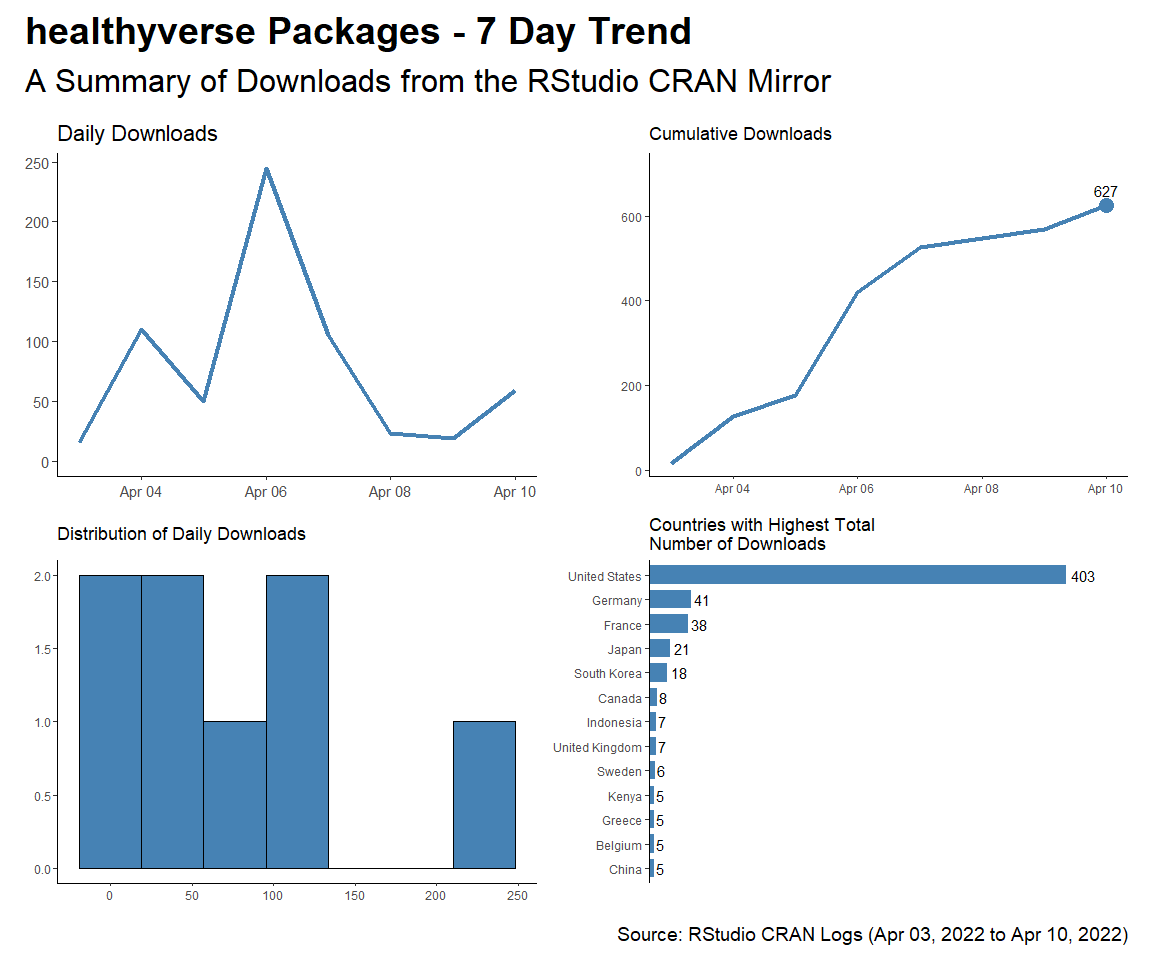 healthyverse Packages - 7 Day Trend
A Summary of Downloads from the RStudio CRAN Mirror
Daily Downloads
250
200
150
100
50
0
Apr 04 Apr 06 Apr 08 Apr 10
Cumulative Downloads
627
600
400
200
0
Apr 04 Apr 06 Apr 08 Apr 10
Distribution of Daily Downloads
2.0
1.5
1.0
0.5
0.0
0 50 100 150 200 250
Countries with Highest Total
Number of Downloads
United States 403
Germany 41
France 38
Japan 21
South Korea 18
Canada 8
Indonesia 7
United Kingdom 7
Sweden 6
Kenya 5
Greece 5
Belgium 5
China 5
Source: RStudio CRAN Logs (Apr 03, 2022 to Apr 10, 2022)